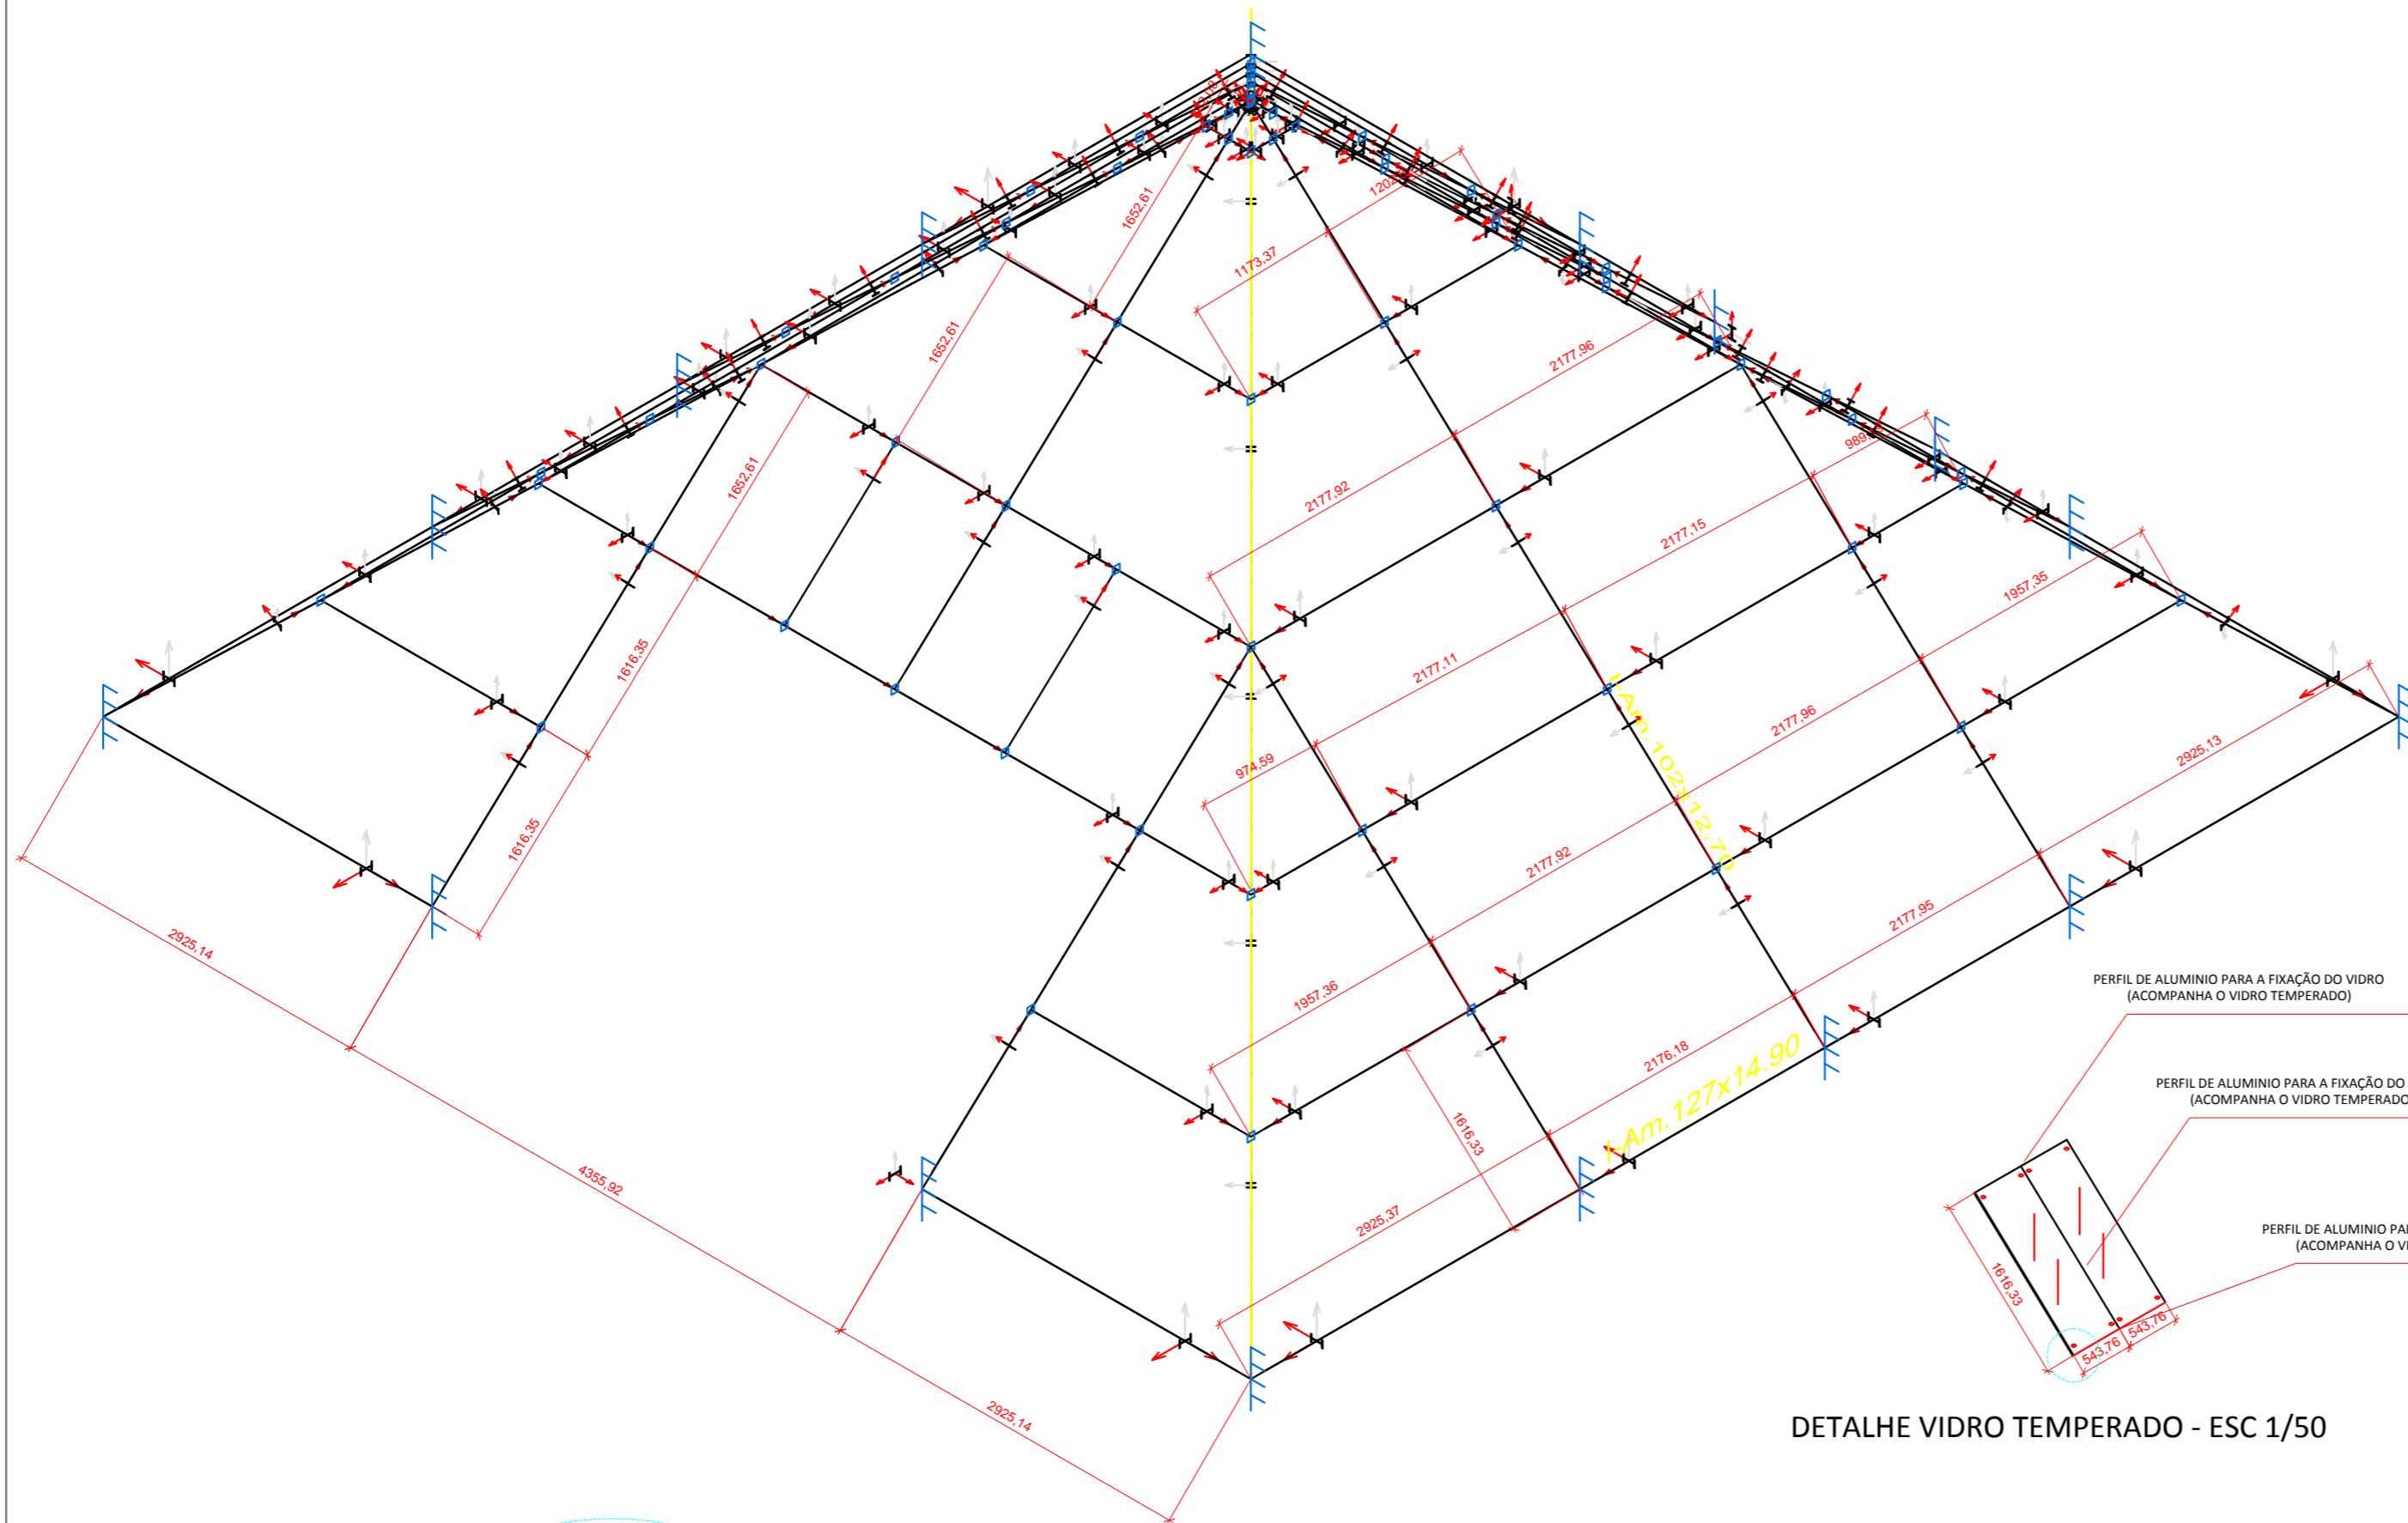 1652,61
1173,37
1652,61
2177,96
1652,61
2177,92
2177,15
1957,35
1616,35
2177,11
2177,96
2925,13
974,59
I-Am.102x12.70
1616,35
2177,92
2177,95
2925,14
1957,36
PERFIL DE ALUMINIO PARA A FIXAÇÃO DO VIDRO
(ACOMPANHA O VIDRO TEMPERADO)
2176,18
I-Am.127x14.90
PERFIL DE ALUMINIO PARA A FIXAÇÃO DO
(ACOMPANHA O VIDRO TEMPERADO
1616,33
4355,92
2925,37
PERFIL DE ALUMINIO
(ACOMPANHA O
1616,33
543,76
543,76
2925,14
DETALHE VIDRO TEMPERADO - ESC 1/50